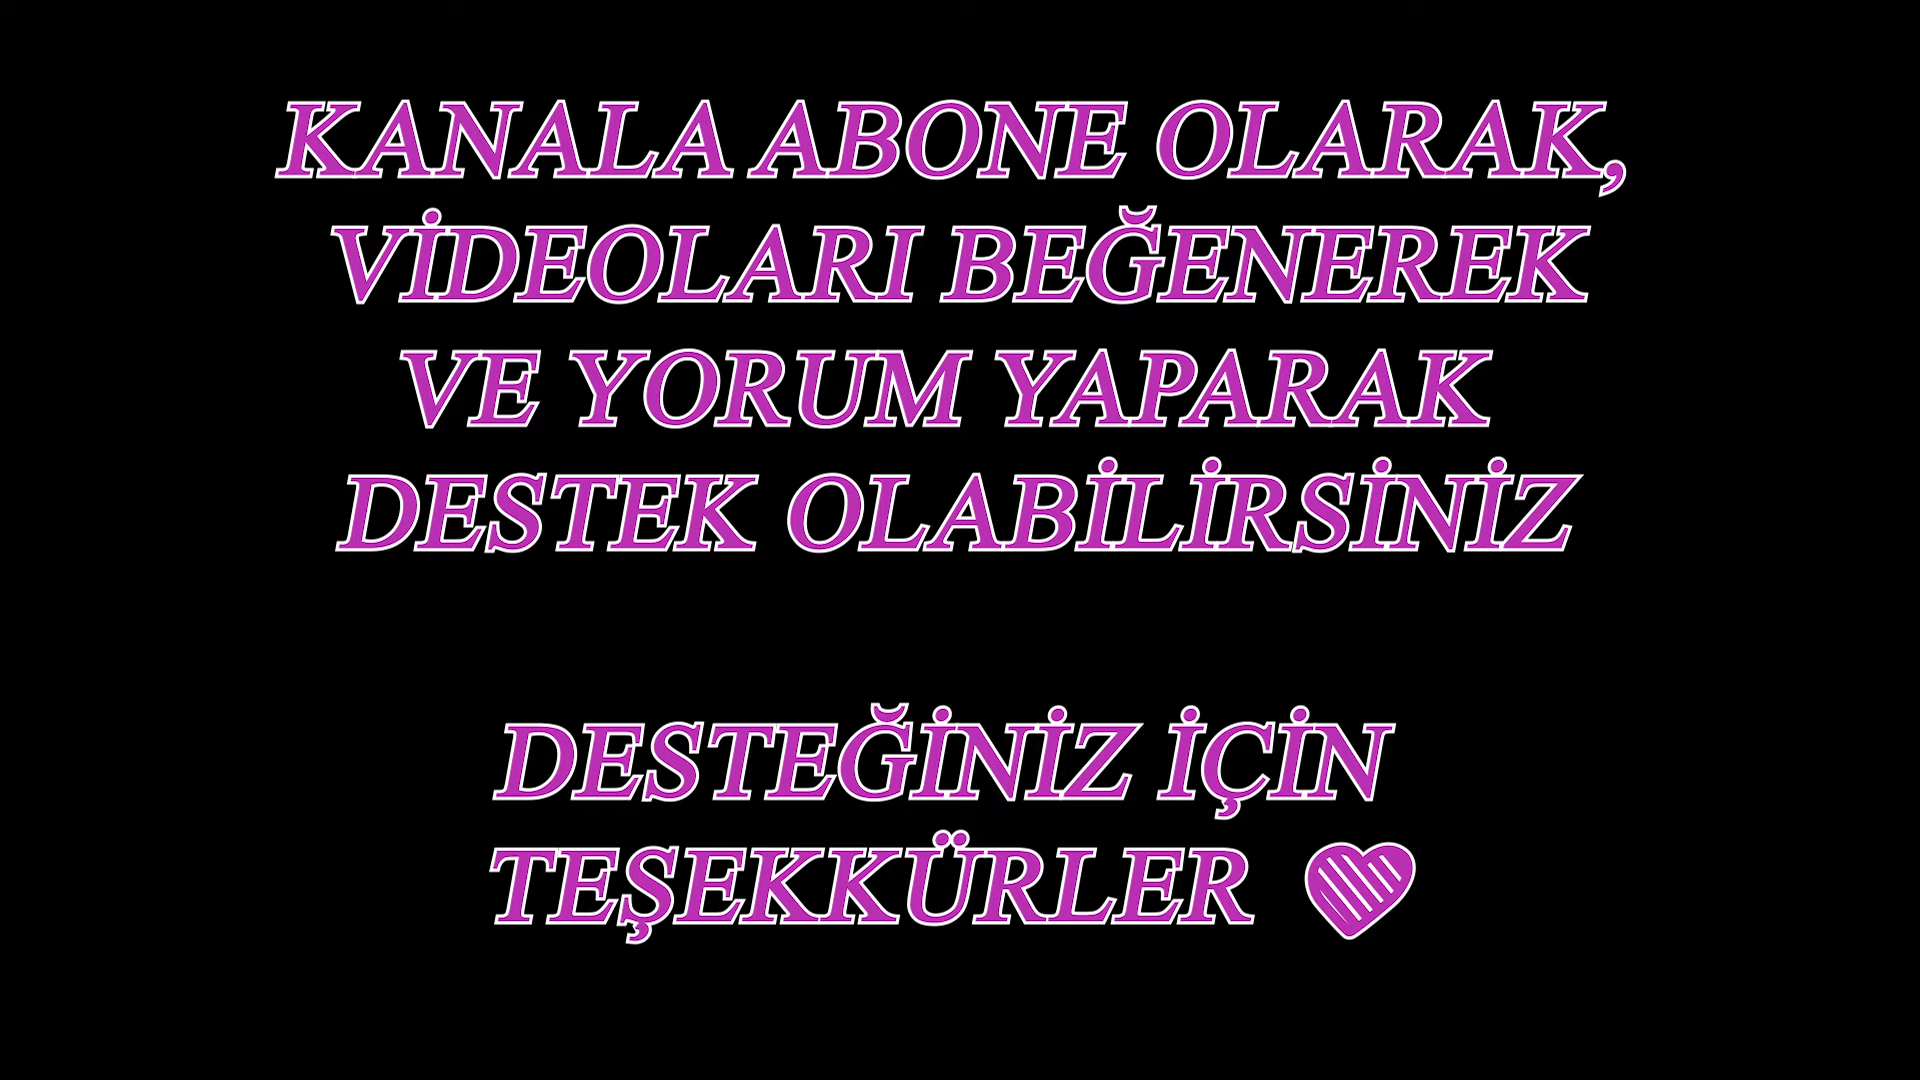 KANALA ABONE OLARAK,
VİDEOLARI BEĞENEREK
VE YORUM YAPARAK
DESTEK OLABİLİRSİNİZ
DESTEĞİNİZ İÇİN
TEŞEKKÜRLER